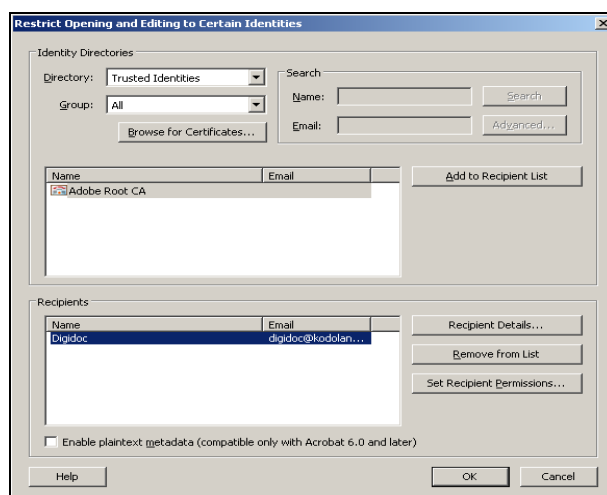 Restrict Opening and Editing to Certain Identities
Identity Directories
Directory: Trusted Identities
Group: All
Browse for Certificates...
Search
Name: Search
Email: Advanced...
Name Email
Adobe Root CA
Add to Recipient List
Recipients
Name Email
Digidoc digidoc@kodolan...
Recipient Details...
Remove from List
Set Recipient Permissions...
Enable plaintext metadata (compatible only with Acrobat 6.0 and later)
Help OK Cancel